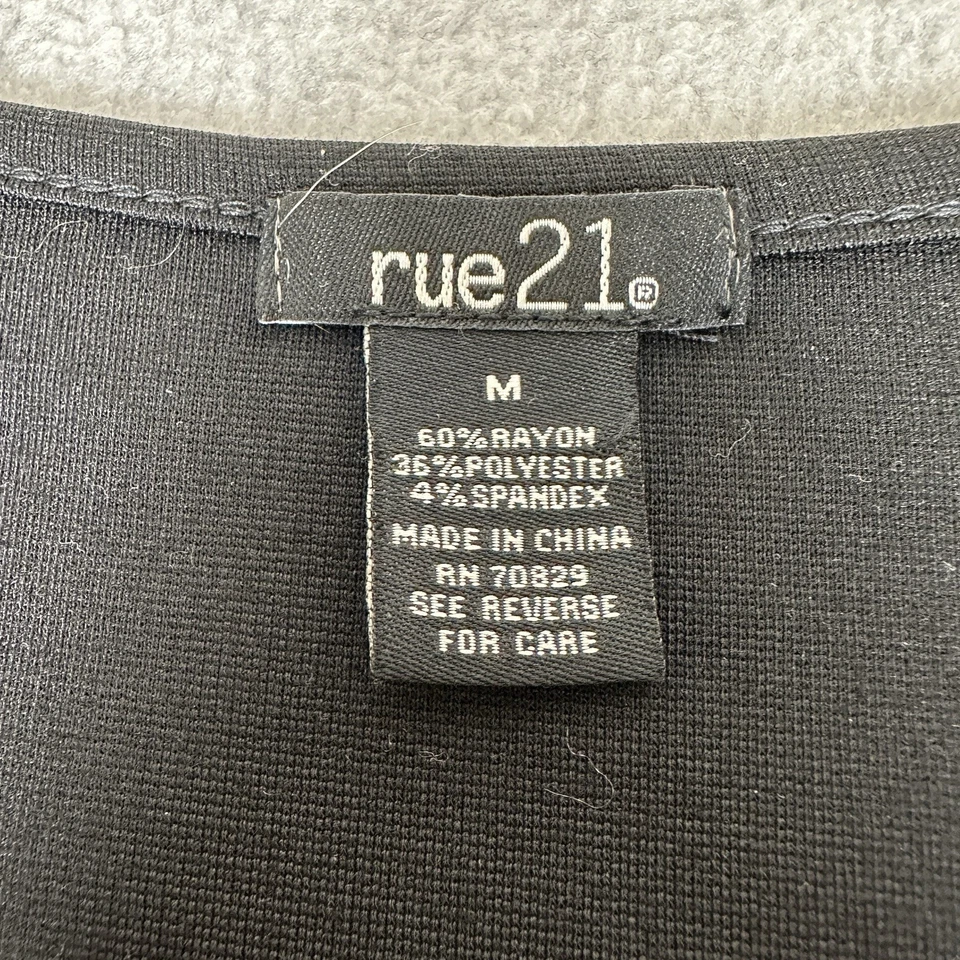 rue21®
M
60%RAYON
36%POLYESTER
4%SPANDEX
MADE IN CHINA
RN 70829
SEE REVERSE
FOR CARE